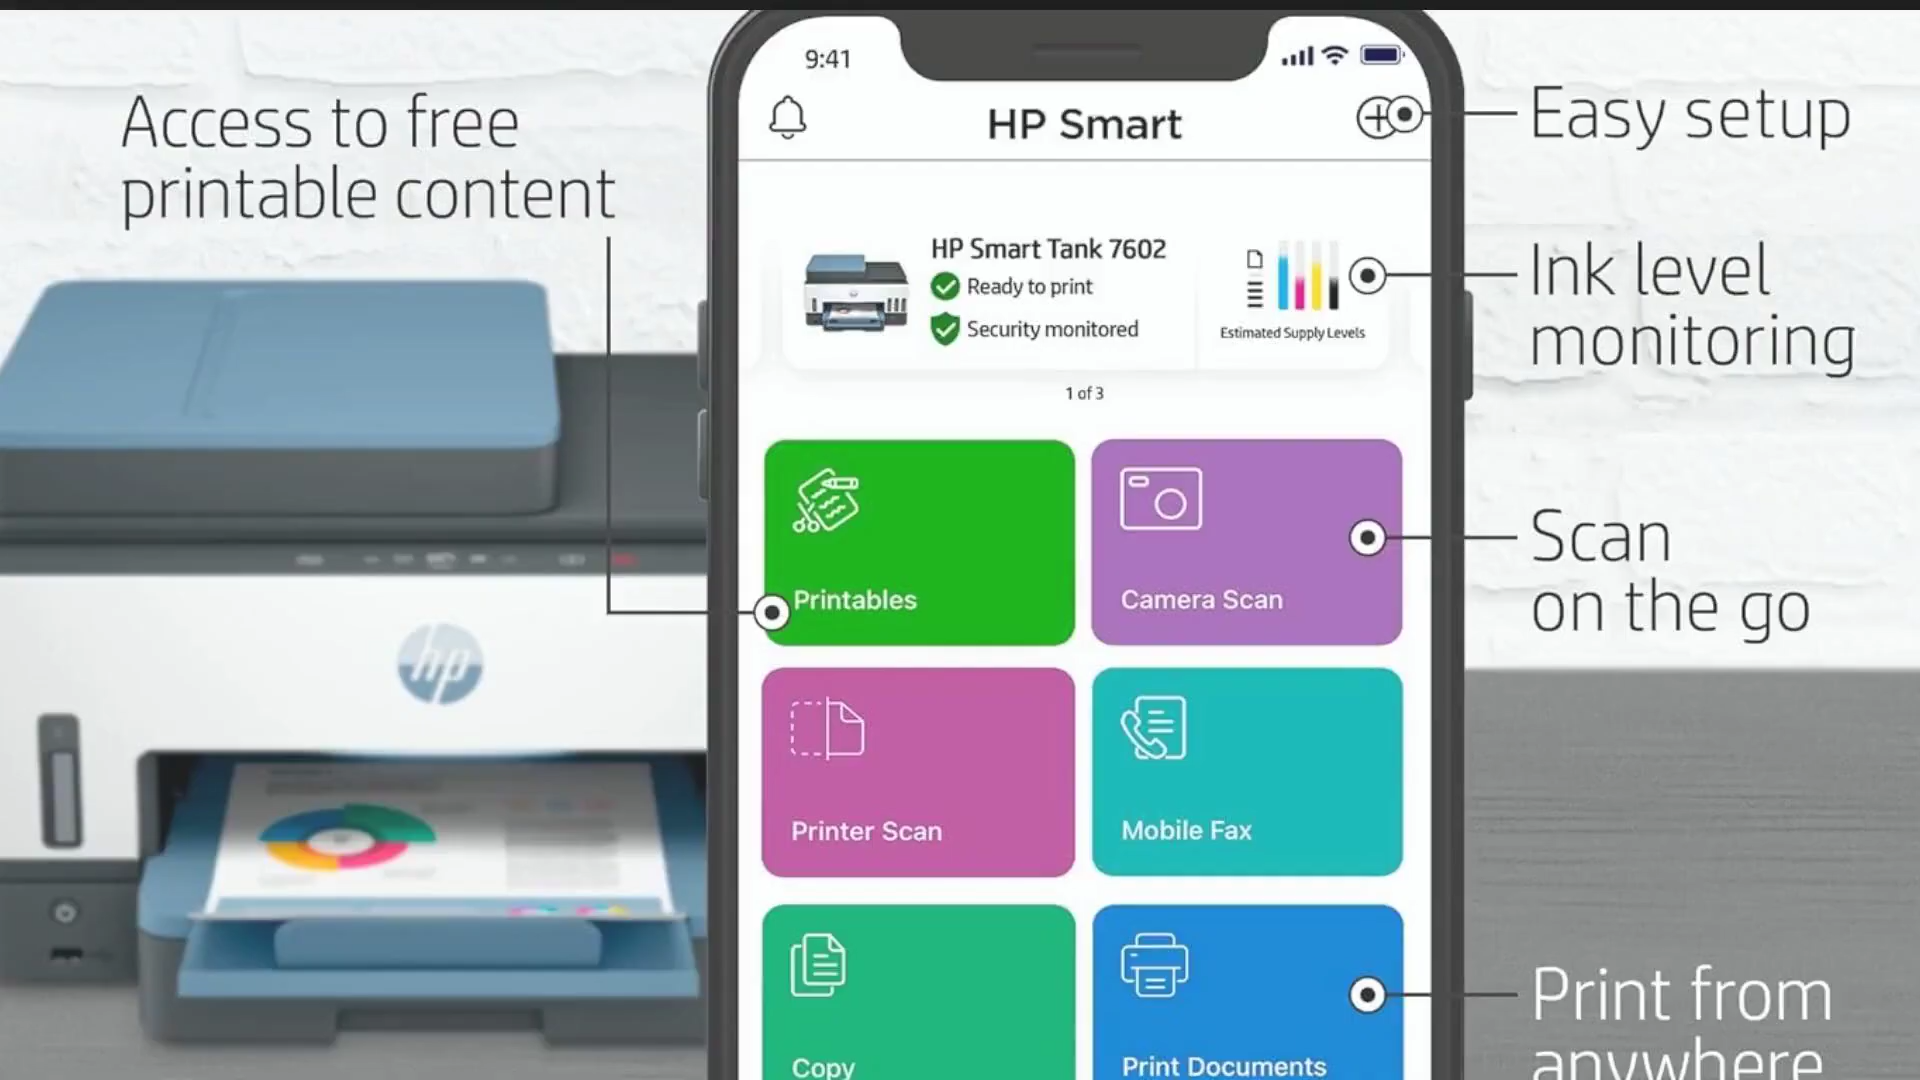 9:41
HP Smart
Access to free
printable content
Easy setup
HP Smart Tank 7602
Ready to print
Security monitored
Estimated Supply Levels
Ink level
monitoring
1 of 3
Printables
Camera Scan
Scan
on the go
hp
Printer Scan
Mobile Fax
Copy
Print Documents
Print from
anywhere